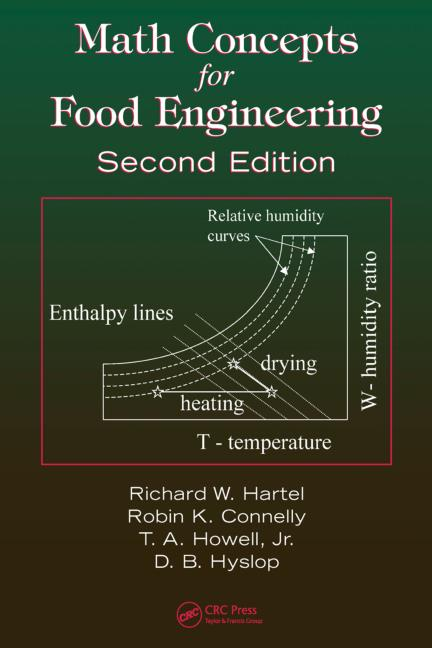 Math Concepts
for
Food Engineering
Second Edition
Relative humidity
curves
Enthalpy lines
drying
heating
W- humidity ratio
T - temperature
Richard W. Hartel
Robin K. Connelly
T. A. Howell, Jr.
D. B. Hyslop
CRC Press
Taylor & Francis Group